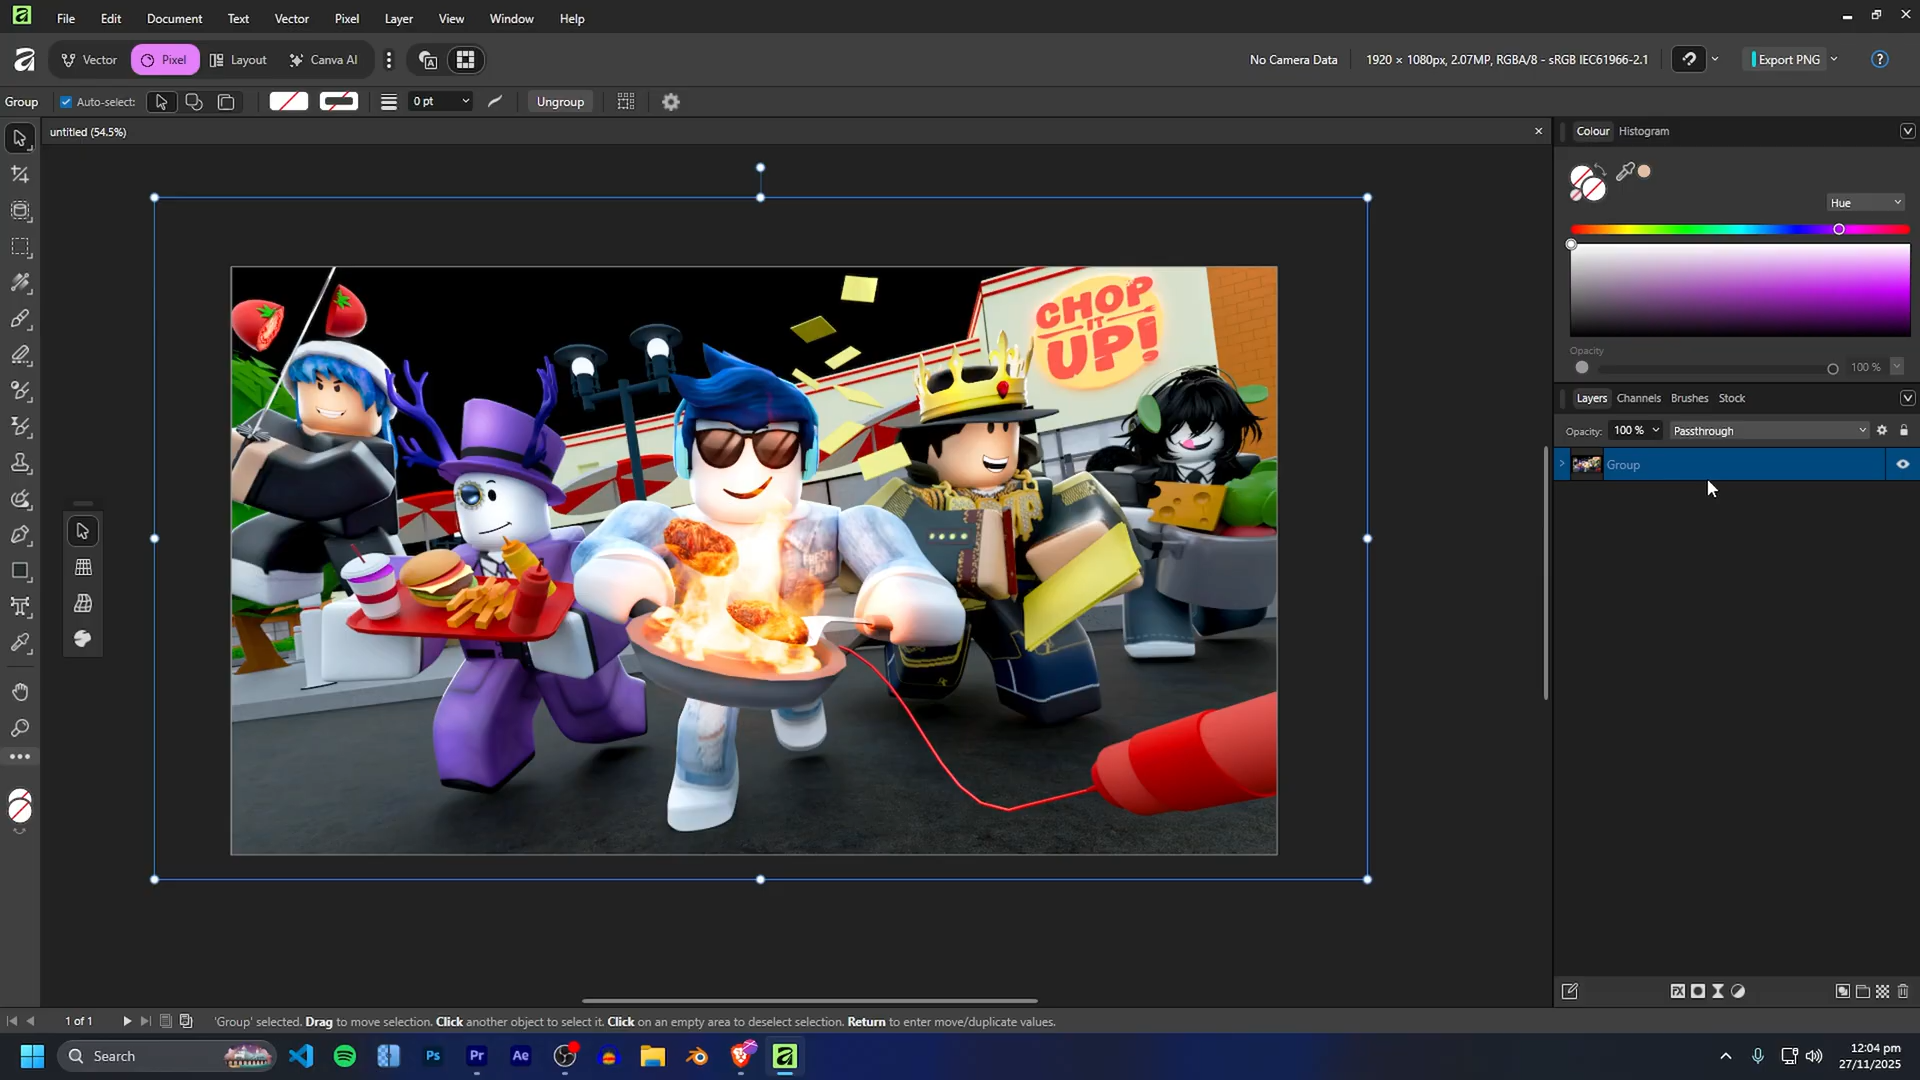 File Edit Document Text Vector Pixel Layer View Window Help
Vector Pixel Layout Canva AI
No Camera Data 1920 × 1080px, 2.07MP, RGBA/8 - sRGB IEC61966-2.1 Export PNG
Group Auto-select: 0 pt Ungroup
untitled (54.5%)
Colour Histogram
Hue
Opacity
100 %
Layers Channels Brushes Stock
Opacity: 100 % Passthrough
Group
CHOP
IT
UP!
1 of 1 'Group' selected. Drag to move selection. Click another object to select it. Click on an empty area to deselect selection. Return to enter move/duplicate values.
Search Ps Pr Ae
12:04 pm
27/11/2025